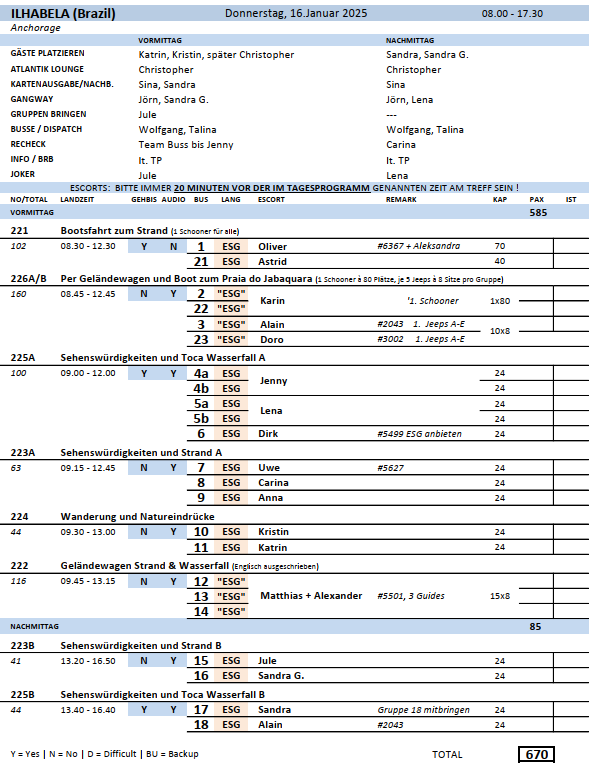 ILHABELA (Brazil) Donnerstag, 16.Januar 2025 08.00 - 17.30
Anchorage
VORMITTAG NACHMITTAG
GÄSTE PLATZIEREN Katrin, Kristin, später Christopher Sandra, Sandra G.
ATLANTIK LOUNGE Christopher Christopher
KARTENAUSGABE/NACHB. Sina, Sandra Sina
GANGWAY Jörn, Sandra G. Jörn, Lena
GRUPPEN BRINGEN Jule ---
BUSSE / DISPATCH Wolfgang, Talina Wolfgang, Talina
RECHECK Team Buss bis Jenny Carina
INFO / BRB lt. TP lt. TP
JOKER Jule Lena
ESCORTS: BITTE IMMER 20 MINUTEN VOR DER IM TAGESPROGRAMM GENANNTEN ZEIT AM TREFF SEIN !
NO/TOTAL LANDZEIT GEHBIS AUDIO BUS LANG ESCORT REMARK KAP PAX IST
VORMITTAG 585
221 Bootsfahrt zum Strand (1 Schooner für alle)
102 08.30 - 12.30 Y N 1 ESG Oliver #6367 + Aleksandra 70
21 ESG Astrid 40
226A/B Per Geländewagen und Boot zum Praia do Jabaquara (1 Schooner à 80 Plätze, je 5 Jeeps à 8 Sitze pro Gruppe)
160 08.45 - 12.45 N Y 2 "ESG" Karin '1. Schooner 1x80
22 "ESG"
3 "ESG" Alain #2043 1. Jeeps A-E 10x8
23 "ESG" Doro #3002 1. Jeeps A-E
225A Sehenswürdigkeiten und Toca Wasserfall A
100 09.00 - 12.00 Y Y 4a ESG Jenny 24
4b ESG 24
5a ESG Lena 24
5b ESG 24
6 ESG Dirk #5499 ESG anbieten 24
223A Sehenswürdigkeiten und Strand A
63 09.15 - 12.45 N Y 7 ESG Uwe #5627 24
8 ESG Carina 24
9 ESG Anna 24
224 Wanderung und Natureindrücke
44 09.30 - 13.00 N Y 10 ESG Kristin 24
11 ESG Katrin 24
222 Geländewagen Strand & Wasserfall (Englisch ausgeschrieben)
116 09.45 - 13.15 N Y 12 "ESG"
13 "ESG" Matthias + Alexander #5501, 3 Guides 15x8
14 "ESG"
NACHMITTAG 85
223B Sehenswürdigkeiten und Strand B
41 13.20 - 16.50 N Y 15 ESG Jule 24
16 ESG Sandra G. 24
225B Sehenswürdigkeiten und Toca Wasserfall B
44 13.40 - 16.40 Y Y 17 ESG Sandra Gruppe 18 mitbringen 24
18 ESG Alain #2043 24
Y = Yes | N = No | D = Difficult | BU = Backup TOTAL 670